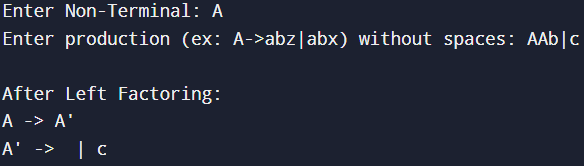 Enter Non-Terminal: A
Enter production (ex: A->abz|abx) without spaces: AAb|c
After Left Factoring:
A -> A'
A' ->  | c